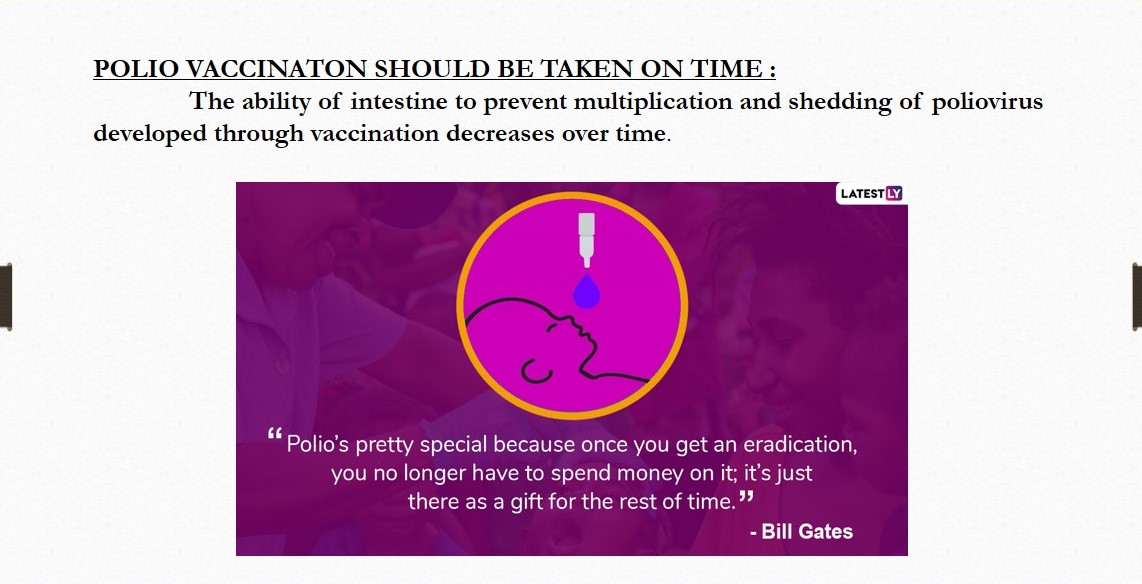 POLIO VACCINATON SHOULD BE TAKEN ON TIME :
The ability of intestine to prevent multiplication and shedding of poliovirus
developed through vaccination decreases over time.
LATESTLY
“Polio’s pretty special because once you get an eradication,
you no longer have to spend money on it; it’s just
there as a gift for the rest of time.”
- Bill Gates